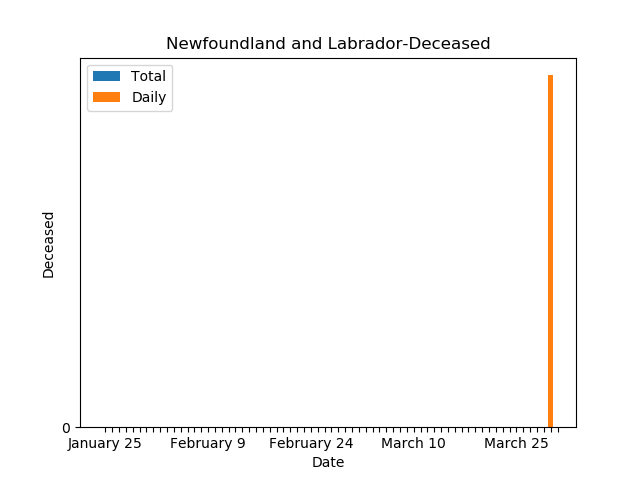 Newfoundland and Labrador-Deceased
Total
Daily
Deceased
0
January 25
February 9
February 24
March 10
March 25
Date